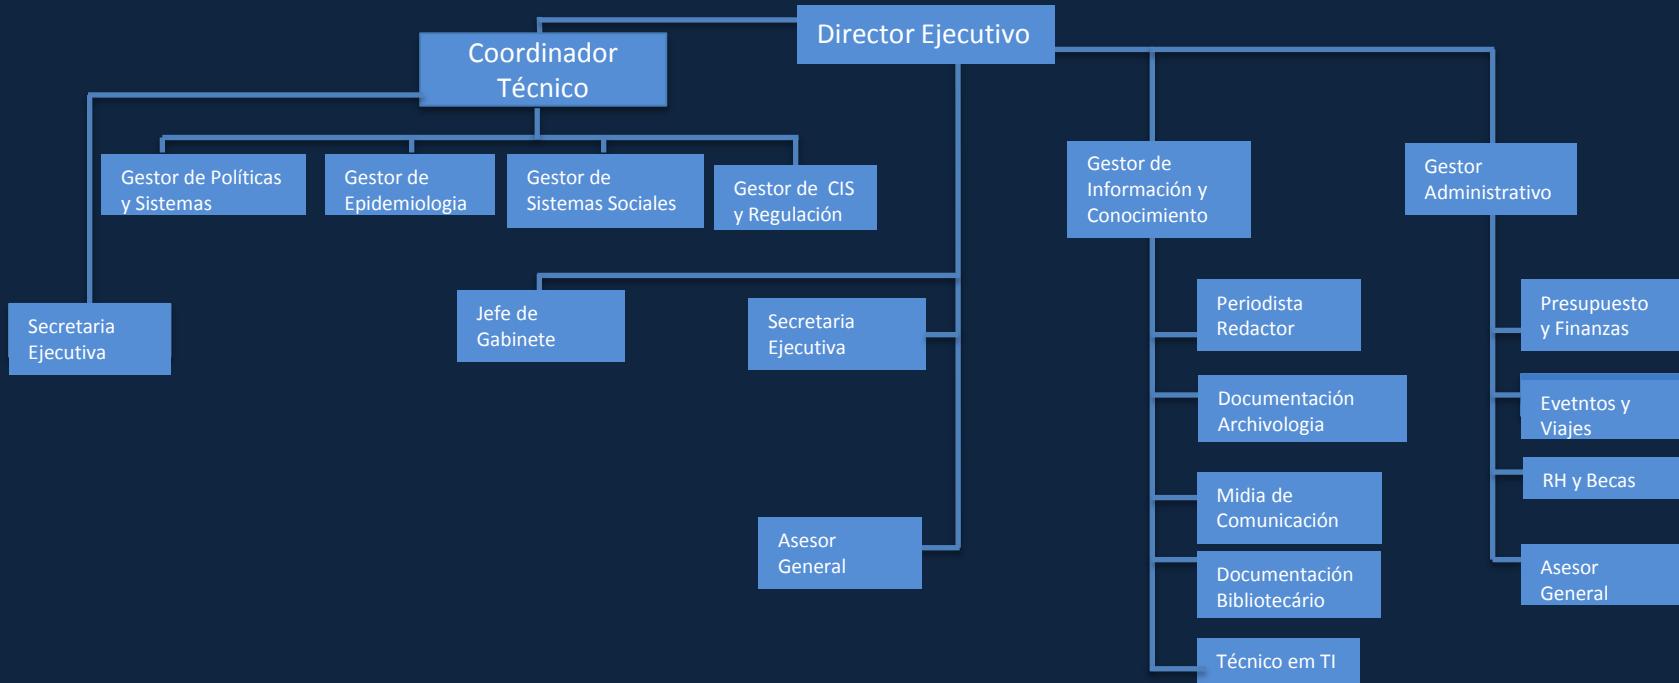 Director Ejecutivo
Coordinador
Técnico
Gestor de Políticas
y Sistemas
Gestor de
Epidemiologia
Gestor de
Sistemas Sociales
Gestor de CIS
y Regulación
Gestor de
Información y
Conocimiento
Gestor
Administrativo
Secretaria
Ejecutiva
Jefe de
Gabinete
Secretaria
Ejecutiva
Periodista
Redactor
Presupuesto
y Finanzas
Documentación
Archivologia
Evetntos y
Viajes
RH y Becas
Midia de
Comunicación
Asesor
General
Documentación
Bibliotecário
Asesor
General
Técnico em TI